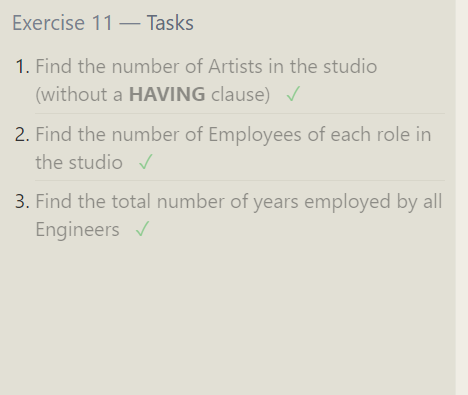 Exercise 11 — Tasks
1. Find the number of Artists in the studio
(without a HAVING clause) ✓
2. Find the number of Employees of each role in
the studio ✓
3. Find the total number of years employed by all
Engineers ✓